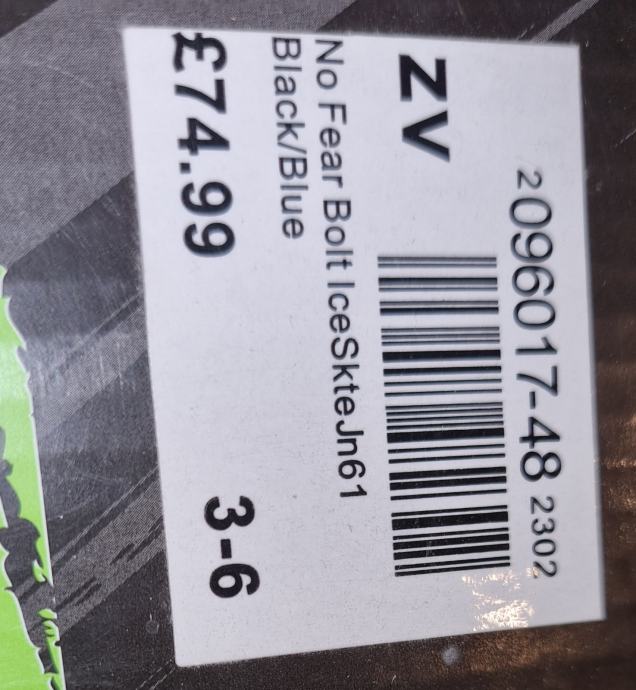 2096017-48 2302
ZV
No Fear Bolt IceSkteJn61
Black/Blue
£74.99
3-6